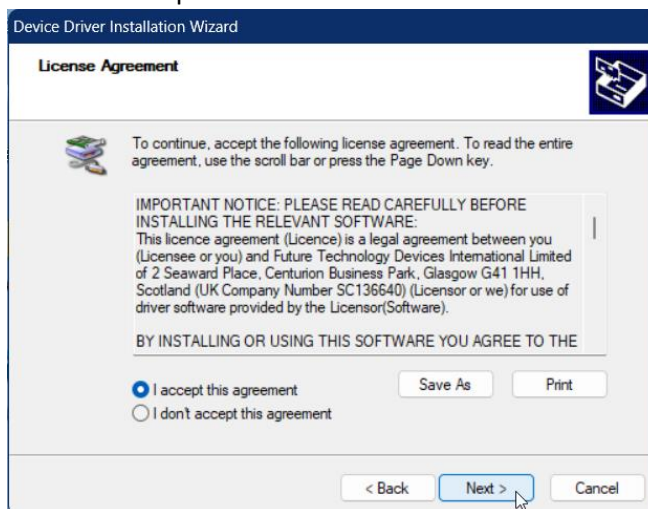 Device Driver Installation Wizard
License Agreement
To continue, accept the following license agreement. To read the entire
agreement, use the scroll bar or press the Page Down key.
IMPORTANT NOTICE: PLEASE READ CAREFULLY BEFORE
INSTALLING THE RELEVANT SOFTWARE:
This licence agreement (Licence) is a legal agreement between you
(Licensee or you) and Future Technology Devices International Limited
of 2 Seaward Place, Centurion Business Park, Glasgow G41 1HH,
Scotland (UK Company Number SC136640) (Licensor or we) for use of
driver software provided by the Licensor(Software).
BY INSTALLING OR USING THIS SOFTWARE YOU AGREE TO THE
I accept this agreement
Save As
Print
I don't accept this agreement
< Back
Next >
Cancel